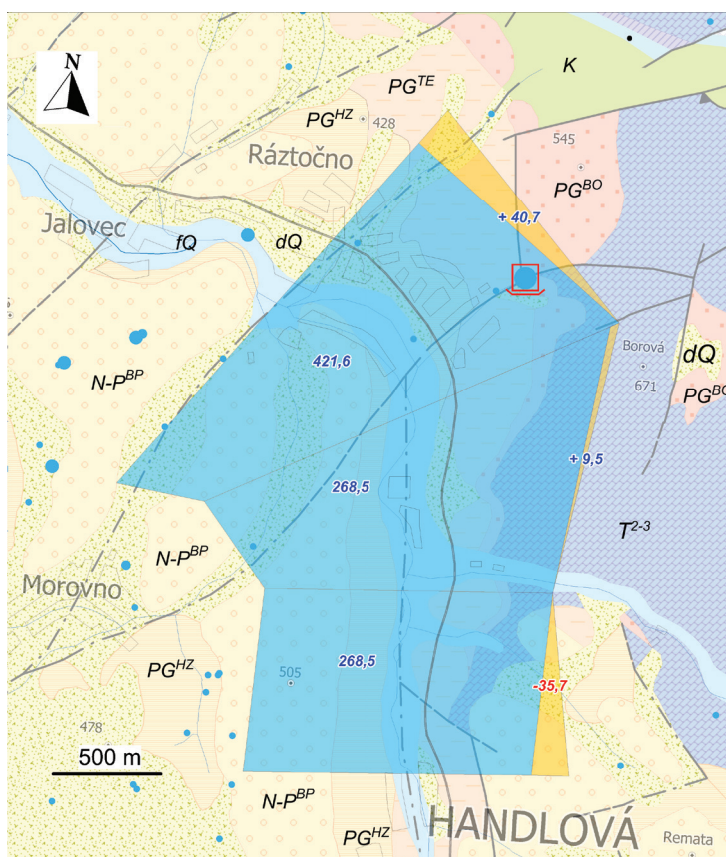 N
K
PG^TE
PG^HZ
428
545
Ráztočno
PG^BO
Jalovec
fQ
dQ
+ 40,7
421,6
Borová
dQ
671
N-P^BP
268,5
+ 9,5
T^2-3
N-P^BP
Morovno
PG^HZ
505
268,5
-35,7
478
500 m
N-P^BP
PG^HZ
HANDLOVÁ
Remata